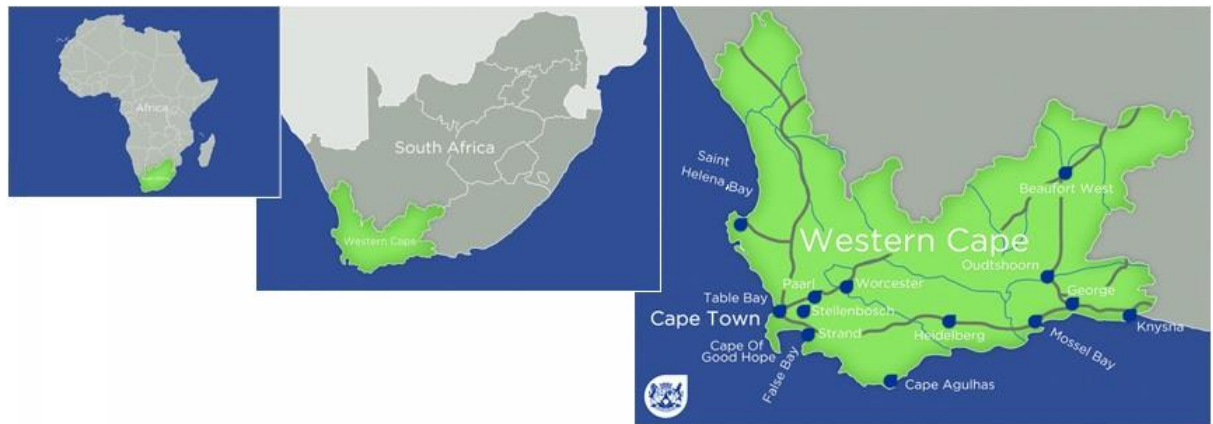 Africa
South Africa
Western Cape
Saint
Helena Bay
Beaufort West
Western Cape
Oudtshoorn
Paarl
Worcester
George
Table Bay
Stellenbosch
Cape Town
Knysna
Strand
Heidelberg
Cape Of
Good Hope
False Bay
Mossel Bay
Cape Agulhas